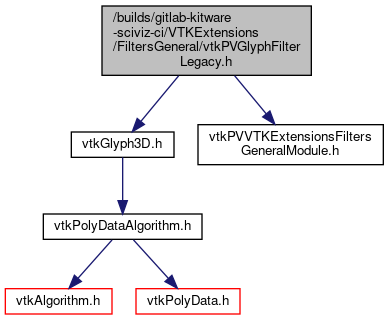 /builds/gitlab-kitware
-sciviz-ci/VTKExtensions
/FiltersGeneral/vtkPVGlyphFilter
Legacy.h
vtkGlyph3D.h
vtkPVVTKExtensionsFilters
GeneralModule.h
vtkPolyDataAlgorithm.h
vtkAlgorithm.h
vtkPolyData.h